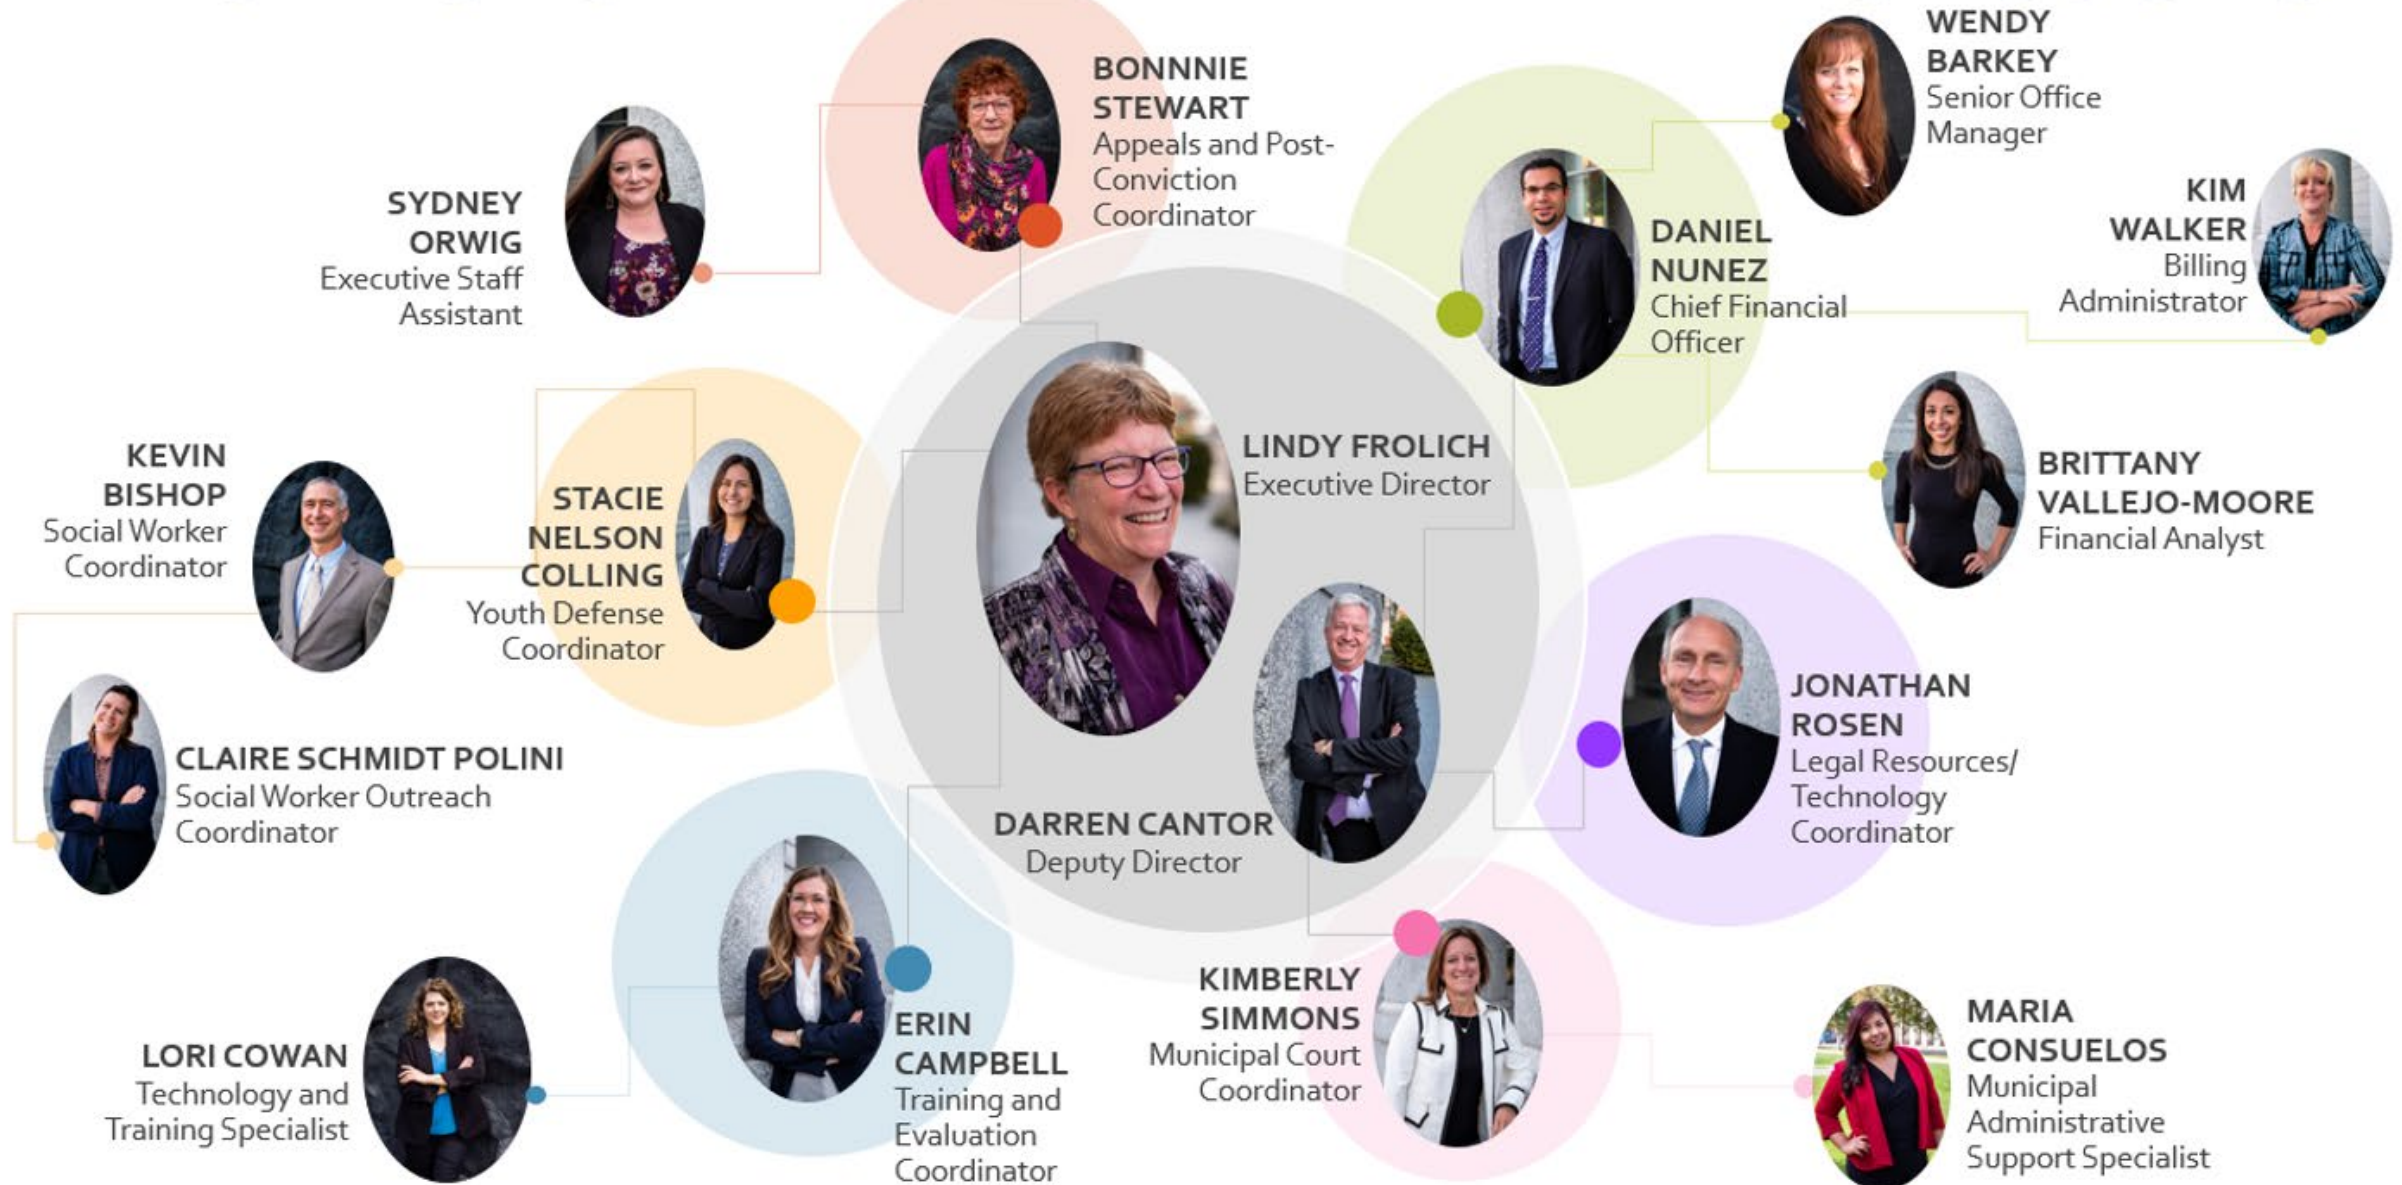 WENDY
BARKEY
Senior Office
Manager
BONNNIE
STEWART
Appeals and Post-
Conviction
Coordinator
SYDNEY
ORWIG
Executive Staff
Assistant
DANIEL
NUNEZ
Chief Financial
Officer
KIM
WALKER
Billing
Administrator
KEVIN
BISHOP
Social Worker
Coordinator
STACIE
NELSON
COLLING
Youth Defense
Coordinator
LINDY FROLICH
Executive Director
BRITTANY
VALLEJO-MOORE
Financial Analyst
CLAIRE SCHMIDT POLINI
Social Worker Outreach
Coordinator
DARREN CANTOR
Deputy Director
JONATHAN
ROSEN
Legal Resources/
Technology
Coordinator
LORI COWAN
Technology and
Training Specialist
ERIN
CAMPBELL
Training and
Evaluation
Coordinator
KIMBERLY
SIMMONS
Municipal Court
Coordinator
MARIA
CONSUELOS
Municipal
Administrative
Support Specialist